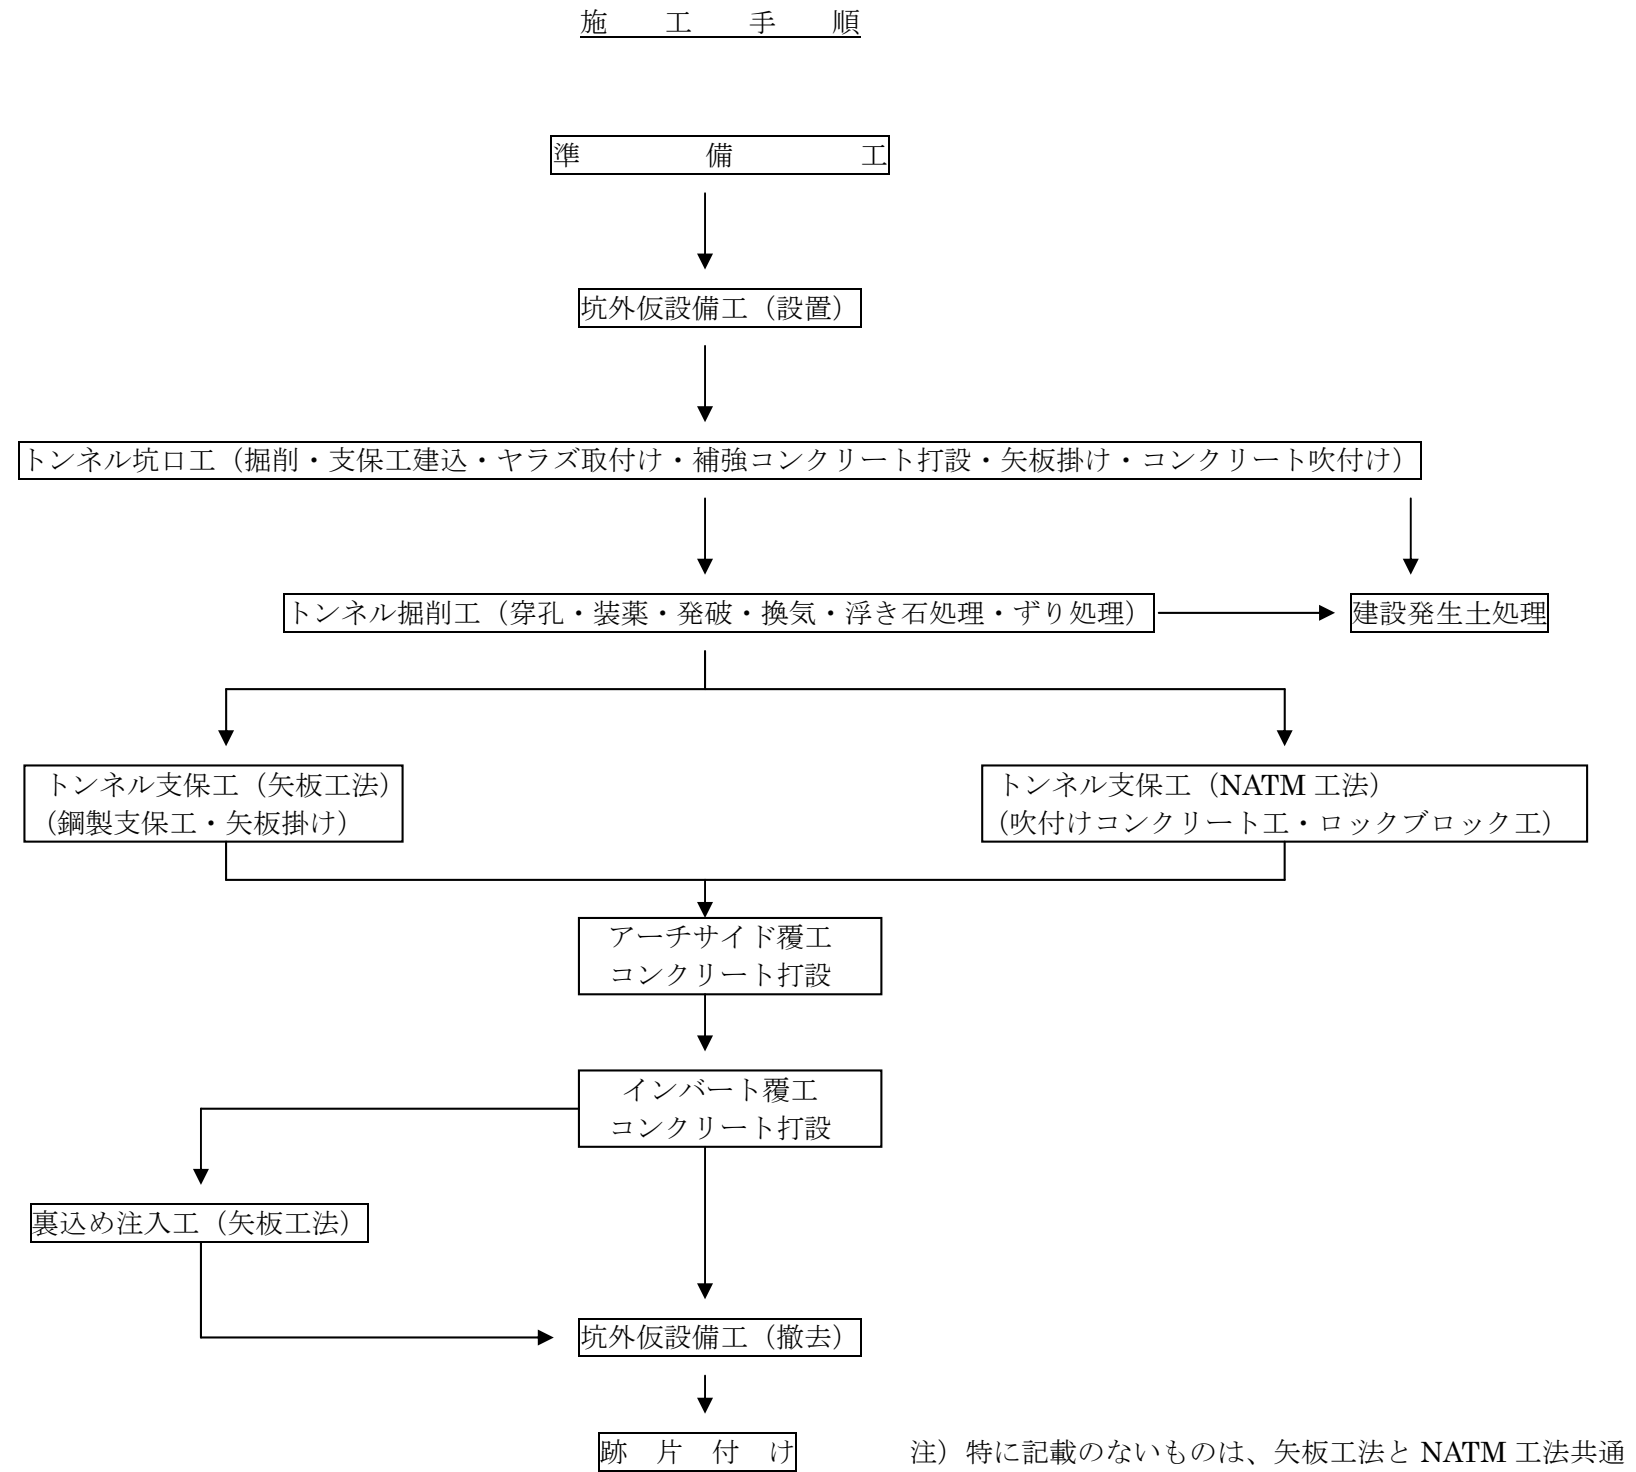 施　工　手　順
準　備　工
坑外仮設備工（設置）
トンネル坑口工（掘削・支保工建込・ヤラズ取付け・補強コンクリート打設・矢板掛け・コンクリート吹付け）
トンネル掘削工（穿孔・装薬・発破・換気・浮き石処理・ずり処理）
建設発生土処理
トンネル支保工（矢板工法）
（鋼製支保工・矢板掛け）
トンネル支保工（NATM 工法）
（吹付けコンクリート工・ロックブロック工）
アーチサイド覆工
コンクリート打設
インバート覆工
コンクリート打設
裏込め注入工（矢板工法）
坑外仮設備工（撤去）
跡　片　付　け
注）特に記載のないものは、矢板工法と NATM 工法共通